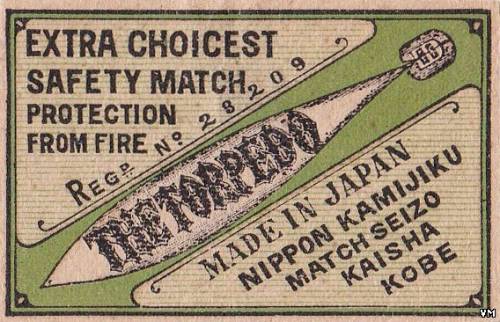 EXTRA CHOICEST
SAFETY MATCH
PROTECTION
FROM FIRE
REGD. No 28209
THE TORPEDO
MADE IN JAPAN
NIPPON KAMIJIKU
MATCH SEIZO
KAISHA
KOBE
VM